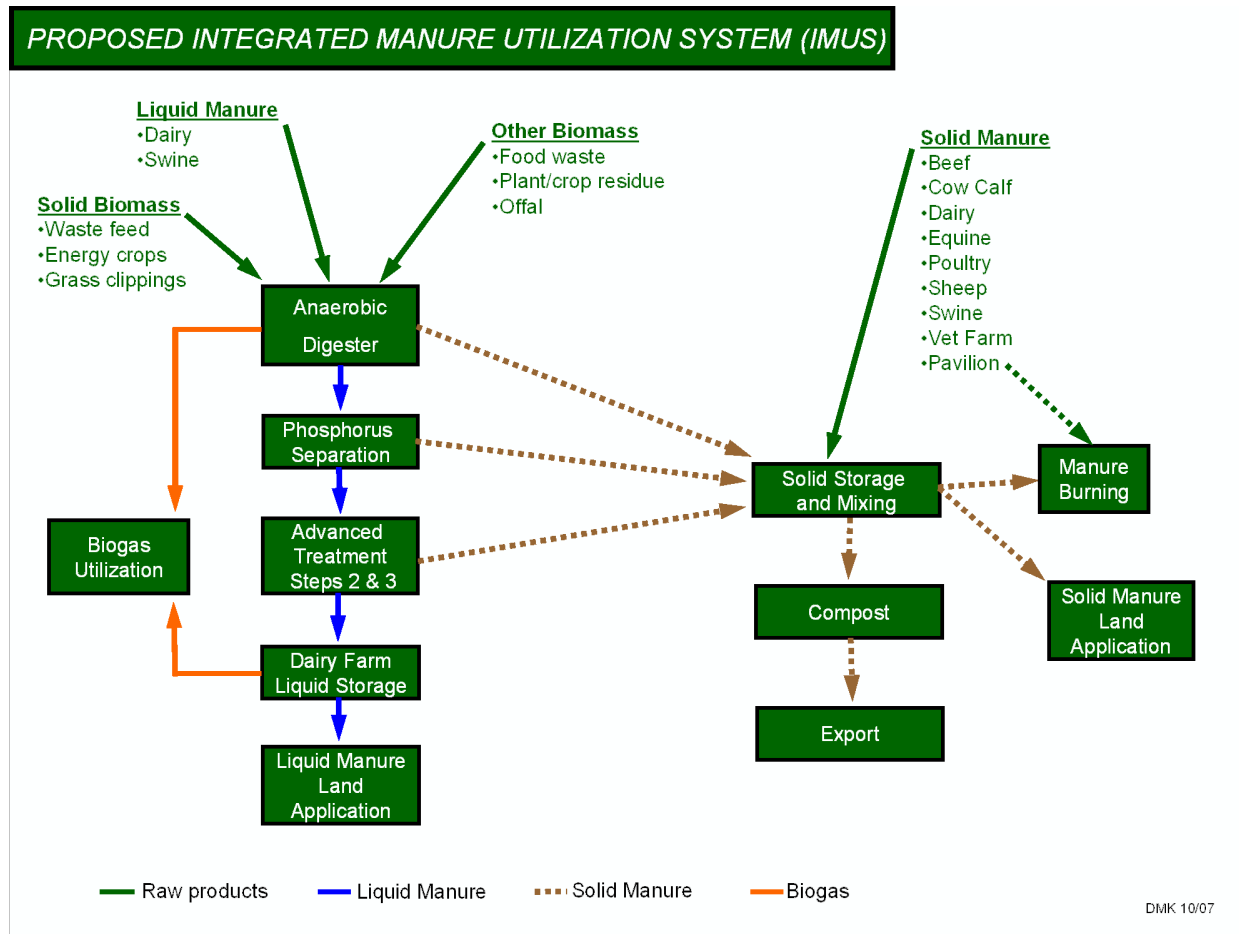 PROPOSED INTEGRATED MANURE UTILIZATION SYSTEM (IMUS)
Liquid Manure
•Dairy
•Swine
Other Biomass
•Food waste
•Plant/crop residue
•Offal
Solid Manure
•Beef
•Cow Calf
•Dairy
•Equine
•Poultry
•Sheep
•Swine
•Vet Farm
•Pavilion
Solid Biomass
•Waste feed
•Energy crops
•Grass clippings
Anaerobic
Digester
Phosphorus
Separation
Advanced
Treatment
Steps 2 & 3
Biogas
Utilization
Dairy Farm
Liquid Storage
Liquid Manure
Land
Application
Solid Storage
and Mixing
Manure
Burning
Compost
Solid Manure
Land
Application
Export
Raw products
Liquid Manure
Solid Manure
Biogas
DMK 10/07